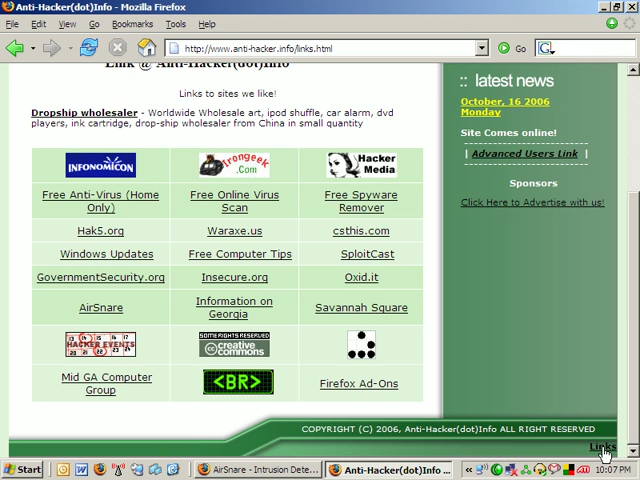 Anti-Hacker(dot)Info - Mozilla Firefox
File Edit View Go Bookmarks Tools Help
http://www.anti-hacker.info/links.html
Go
Link @ Anti-Hacker(dot)Info
Links to sites we like!
Dropship wholesaler - Worldwide Wholesale art, ipod shuffle, car alarm, dvd
players, ink cartridge, drop-ship wholesaler from China in small quantity
INFONOMICON
Irongeek
.Com
Hacker
Media
Free Anti-Virus (Home
Only)
Free Online Virus
Scan
Free Spyware
Remover
Hak5.org
Waraxe.us
csthis.com
Windows Updates
Free Computer Tips
SploitCast
GovernmentSecurity.org
Insecure.org
Oxid.it
AirSnare
Information on
Georgia
Savannah Square
HACKER EVENTS
SOME RIGHTS RESERVED
creative
commons
Mid GA Computer
Group
<BR>
Firefox Ad-Ons
:: latest news
October, 16 2006
Monday
Site Comes online!
| Advanced Users Link |
Sponsors
Click Here to Advertise with us!
COPYRIGHT (C) 2006, Anti-Hacker(dot)Info ALL RIGHT RESERVED
Links
Start
AirSnare - Intrusion Dete...
Anti-Hacker(dot)Info ...
10:07 PM